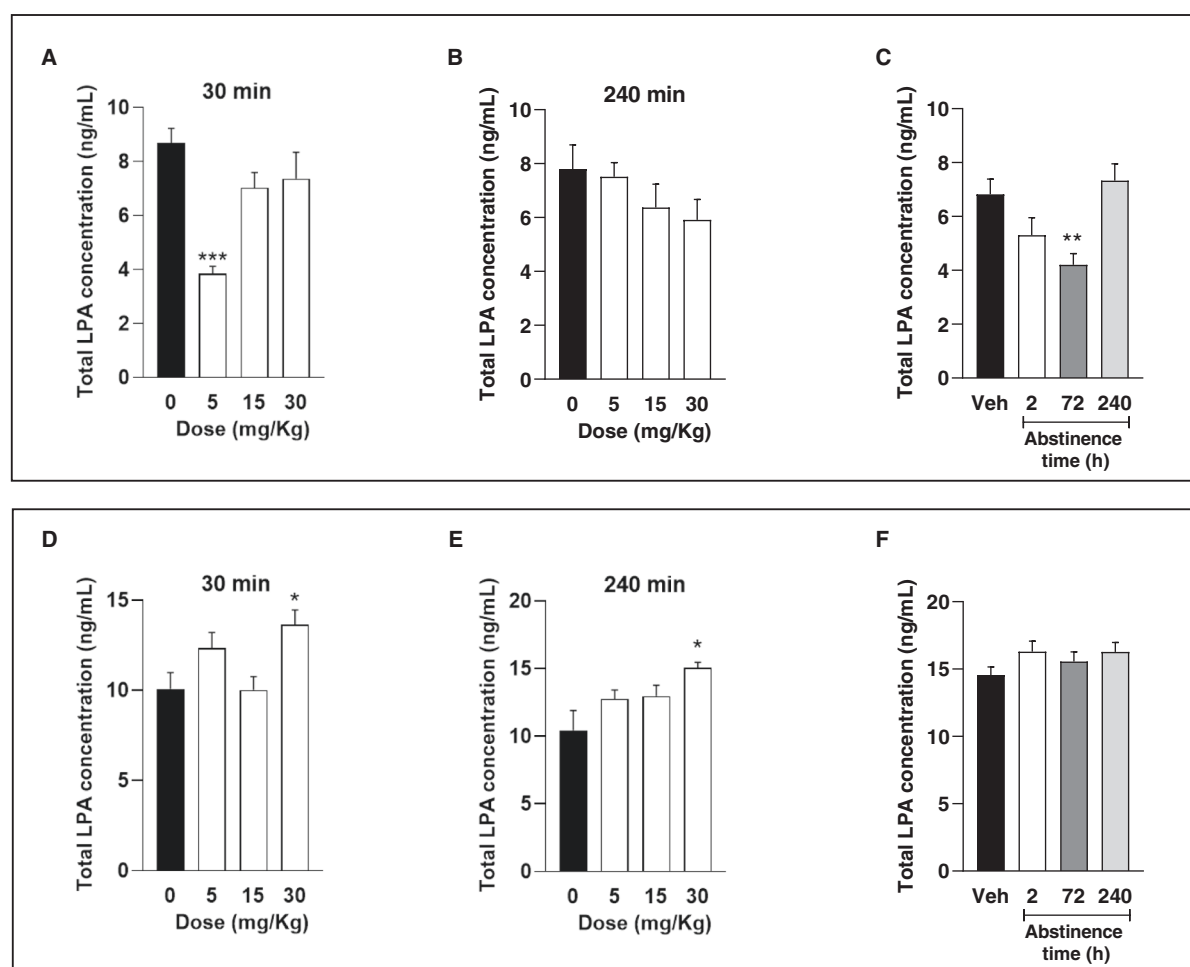 A
30 min
Total LPA concentration (ng/mL)
10
8
6
4
2
0
***
0 5 15 30
Dose (mg/Kg)
B
240 min
Total LPA concentration (ng/mL)
10
8
6
4
2
0
0 5 15 30
Dose (mg/Kg)
C
Total LPA concentration (ng/mL)
10
8
6
4
2
0
**
Veh 2 72 240
Abstinence
time (h)
D
30 min
Total LPA concentration (ng/mL)
15
10
5
0
*
0 5 15 30
Dose (mg/Kg)
E
240 min
Total LPA concentration (ng/mL)
20
15
10
5
0
*
0 5 15 30
Dose (mg/Kg)
F
Total LPA concentration (ng/mL)
20
15
10
5
0
Veh 2 72 240
Abstinence
time (h)